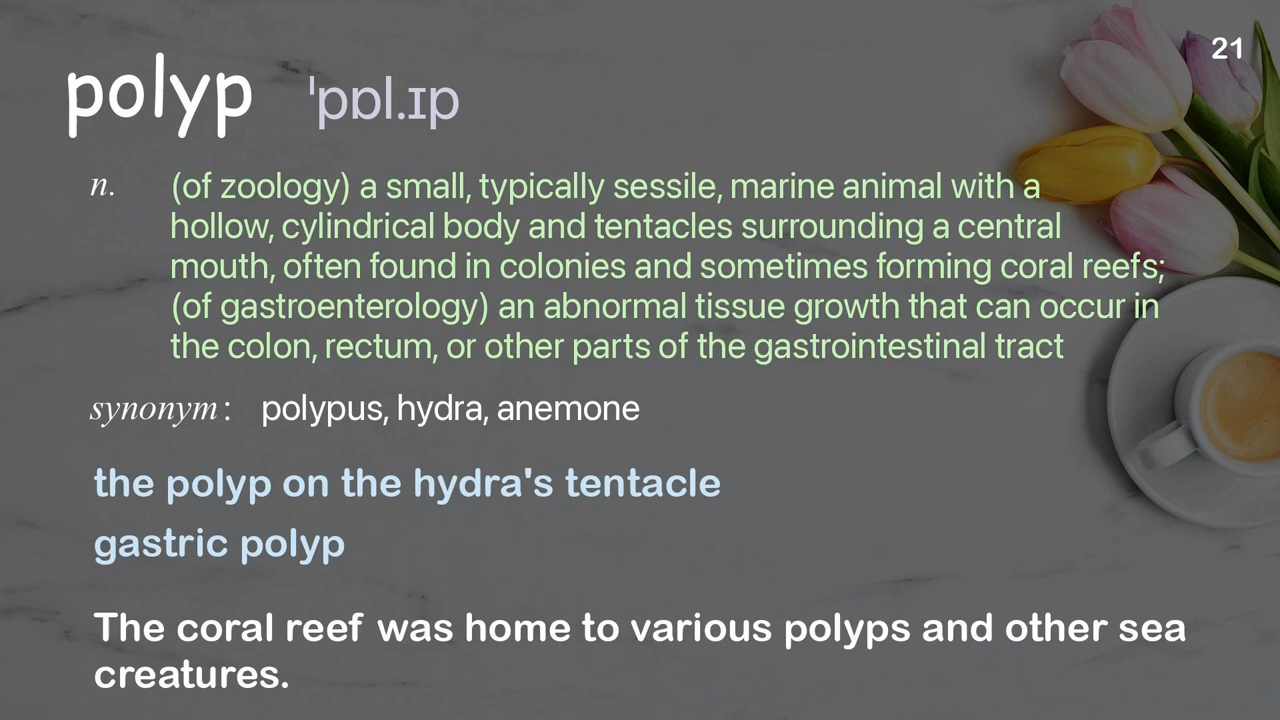 21
polyp ˈpɒl.ɪp
n. (of zoology) a small, typically sessile, marine animal with a
hollow, cylindrical body and tentacles surrounding a central
mouth, often found in colonies and sometimes forming coral reefs;
(of gastroenterology) an abnormal tissue growth that can occur in
the colon, rectum, or other parts of the gastrointestinal tract
synonym: polypus, hydra, anemone
the polyp on the hydra's tentacle
gastric polyp
The coral reef was home to various polyps and other sea
creatures.